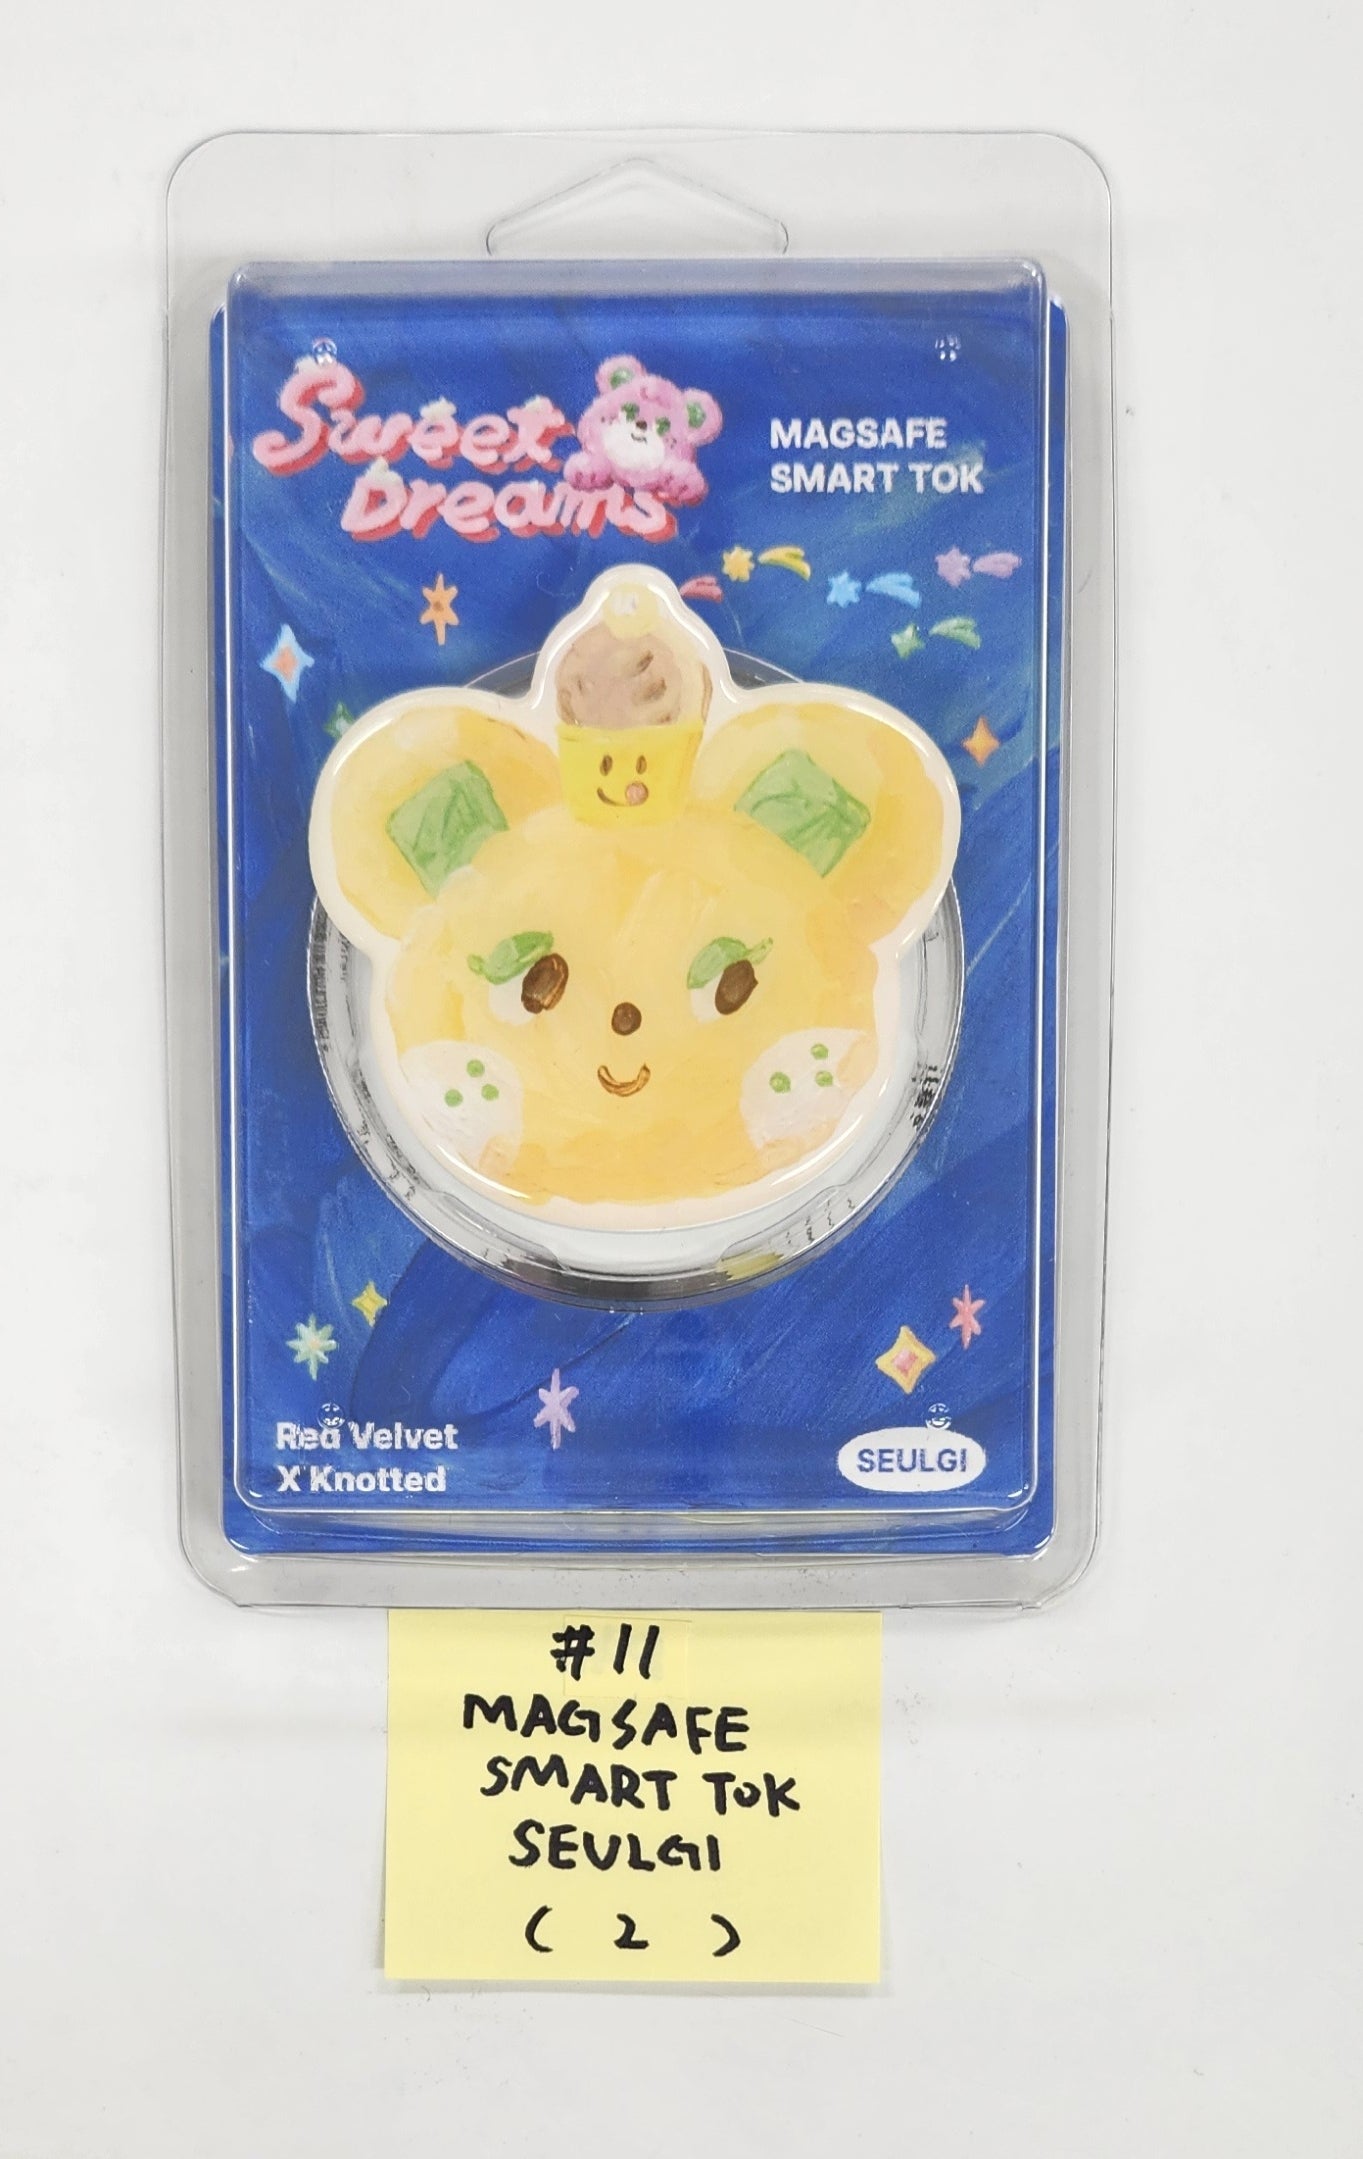 Sweet
Dreams
MAGSAFE
SMART TOK
Red Velvet
X Knotted
SEULGI
#11
MAGSAFE
SMART TOK
SEULGI
( 2 )